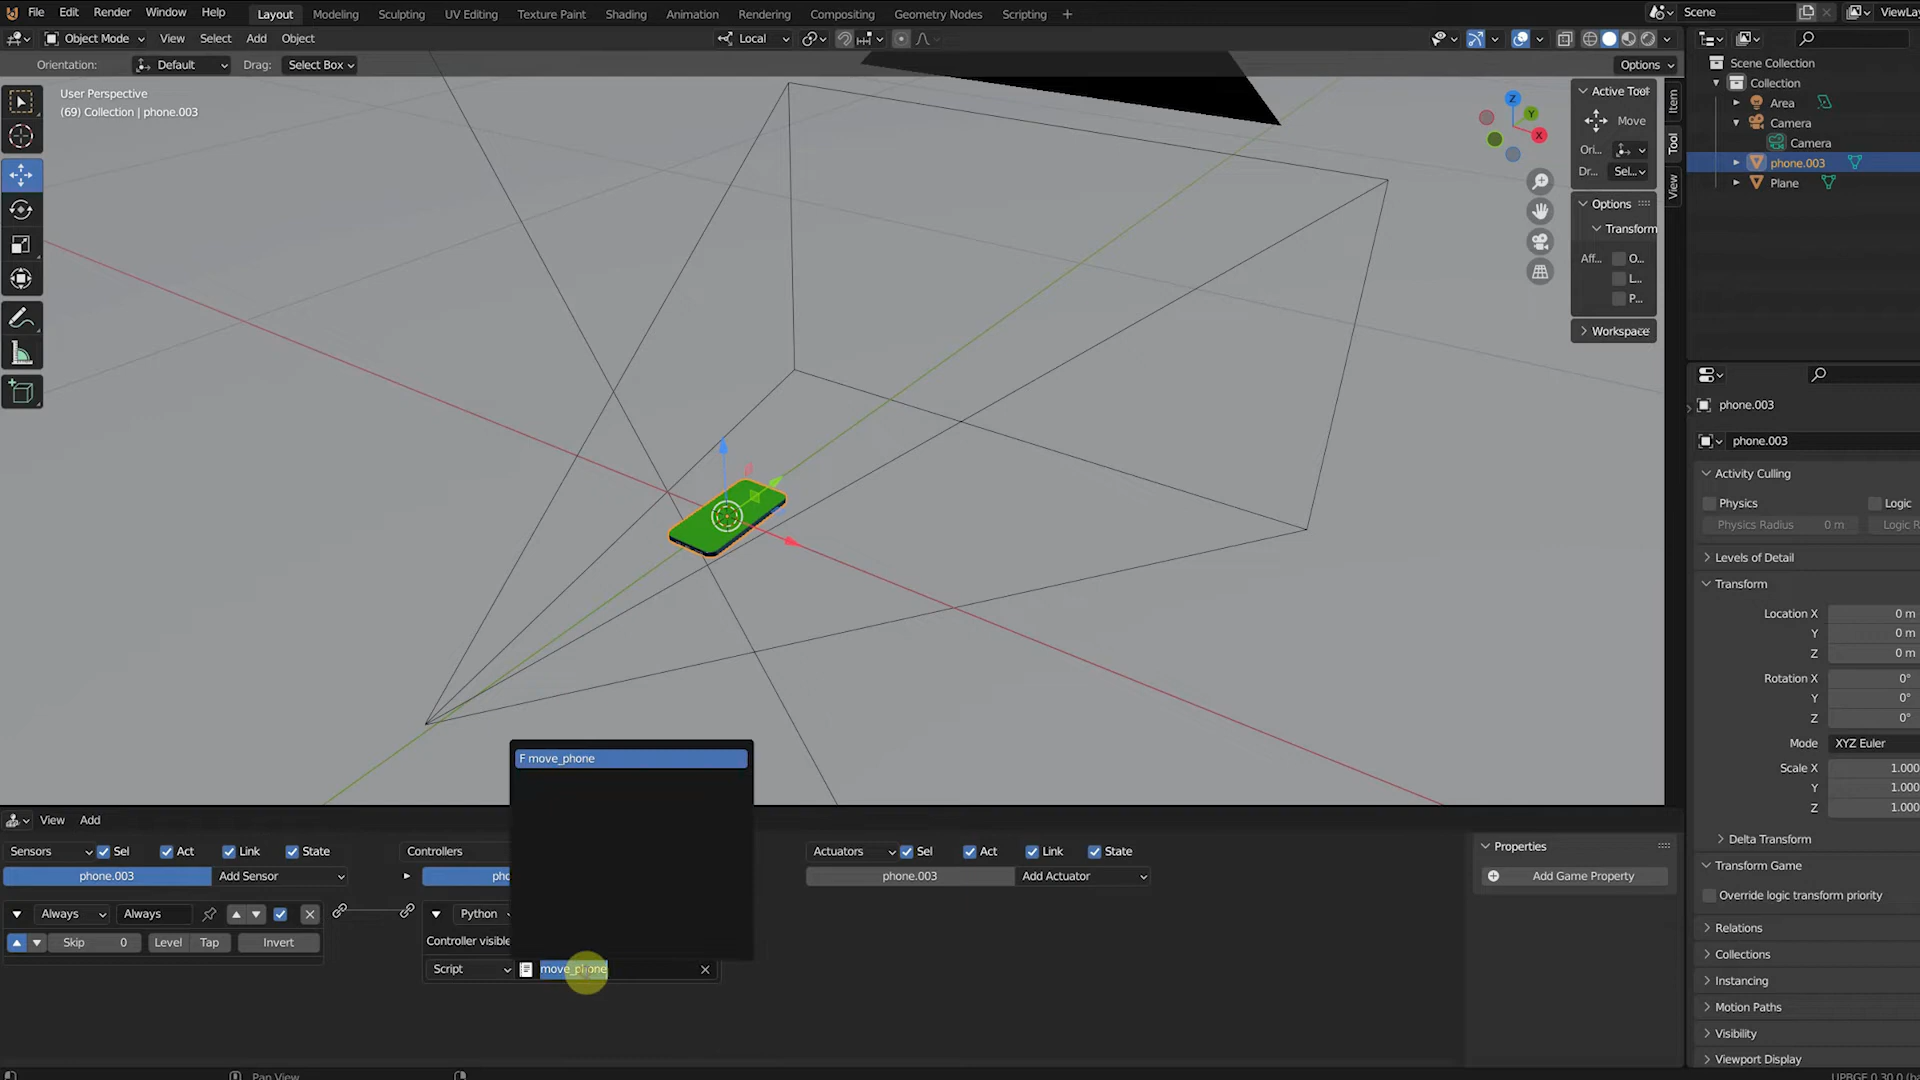 File Edit Render Window Help Layout Modeling Sculpting UV Editing Texture Paint Shading Animation Rendering Compositing Geometry Nodes Scripting + Scene
Object Mode View Select Add Object Local
Orientation: Default Drag: Select Box Options
User Perspective
(69) Collection | phone.003
Z
Y
X
Active Tool
Move
Ori...
Dr... Sel...
Options
Transform
Aff... O...
L...
P...
Workspace
Item
Tool
View
Scene Collection
Collection
Area
Camera
Camera
phone.003
Plane
phone.003
phone.003
Activity Culling
Physics Logic
Physics Radius 0 m Logic R
Levels of Detail
Transform
Location X 0 m
Y 0 m
Z 0 m
Rotation X 0°
Y 0°
Z 0°
Mode XYZ Euler
Scale X 1.000
Y 1.000
Z 1.000
Delta Transform
Transform Game
Override logic transform priority
Relations
Collections
Instancing
Motion Paths
Visibility
Viewport Display
F move_phone
View Add
Sensors Sel Act Link State Controllers Actuators Sel Act Link State
phone.003 Add Sensor pho phone.003 Add Actuator
Always Always Python
Skip 0 Level Tap Invert Controller visible
Script move_phone
Properties
Add Game Property
Pan View